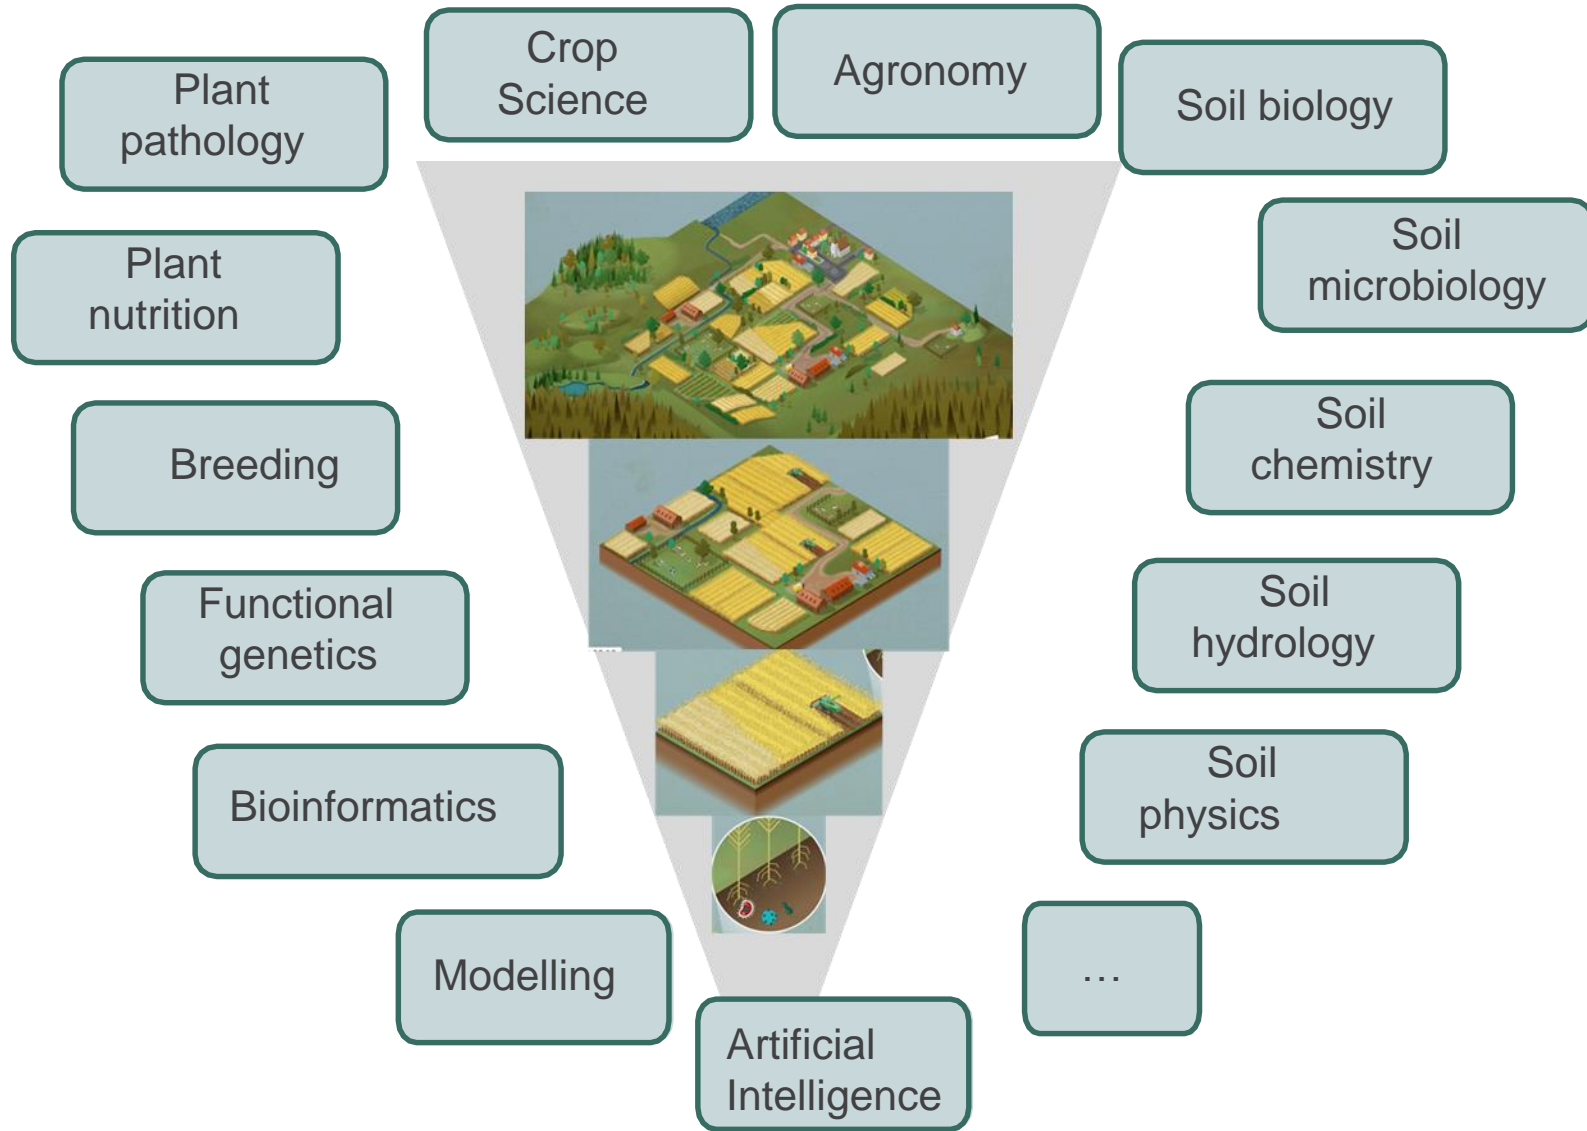 Crop
Science
Agronomy
Plant
pathology
Soil biology
Plant
nutrition
Soil
microbiology
Breeding
Soil
chemistry
Functional
genetics
Soil
hydrology
Bioinformatics
Soil
physics
Modelling
…
Artificial
Intelligence